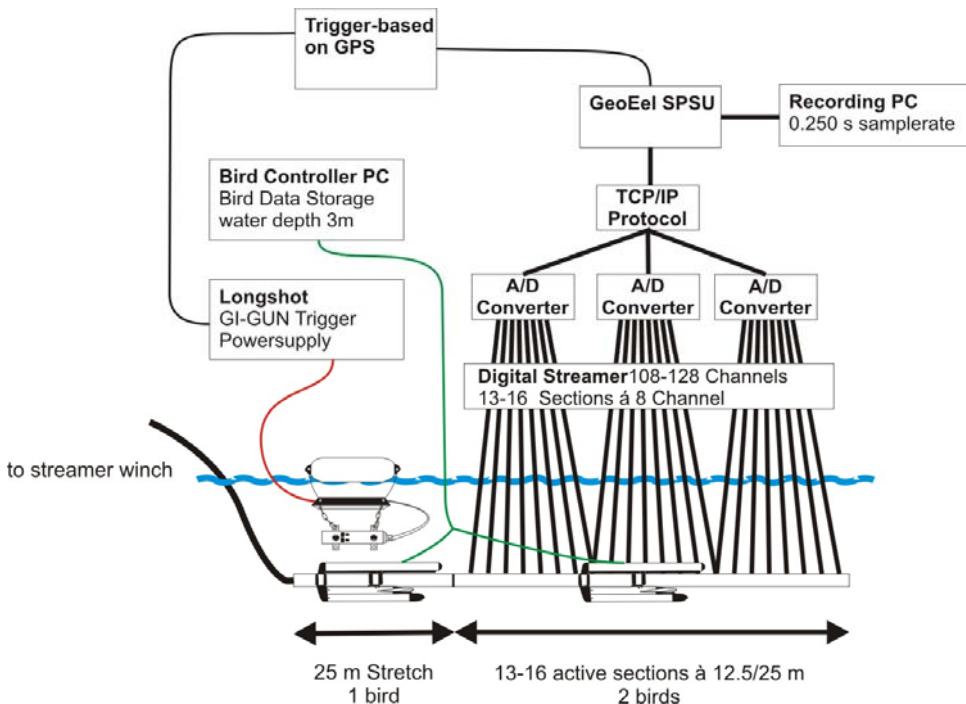 Trigger-based
on GPS
GeoEel SPSU
Recording PC
0.250 s samplerate
Bird Controller PC
Bird Data Storage
water depth 3m
TCP/IP
Protocol
A/D
Converter
A/D
Converter
A/D
Converter
Longshot
GI-GUN Trigger
Powersupply
Digital Streamer108-128 Channels
13-16 Sections á 8 Channel
to streamer winch
25 m Stretch
1 bird
13-16 active sections à 12.5/25 m
2 birds